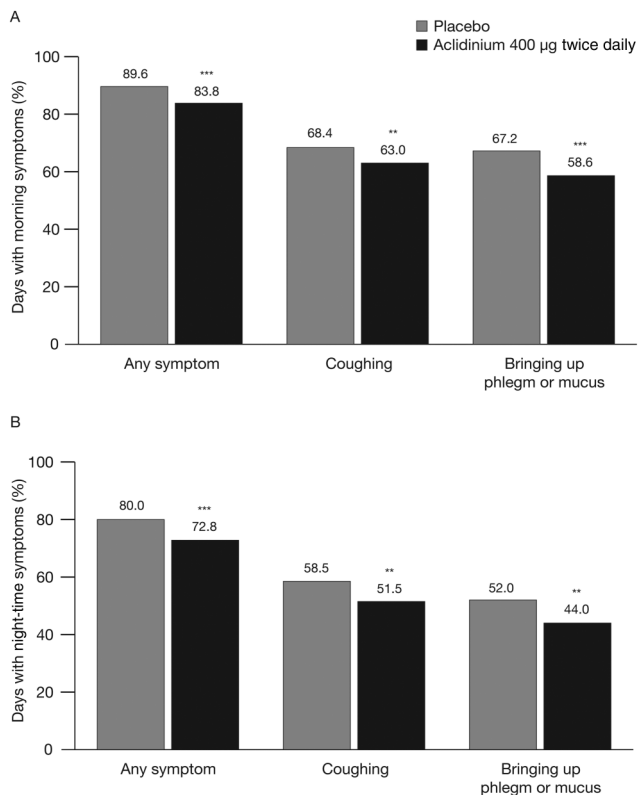 A
Placebo
Aclidinium 400 µg twice daily
Days with morning symptoms (%)
100
80
60
40
20
0
89.6
***
83.8
68.4
**
63.0
67.2
***
58.6
Any symptom
Coughing
Bringing up
phlegm or mucus
B
Days with night-time symptoms (%)
100
80
60
40
20
0
80.0
***
72.8
58.5
**
51.5
52.0
**
44.0
Any symptom
Coughing
Bringing up
phlegm or mucus